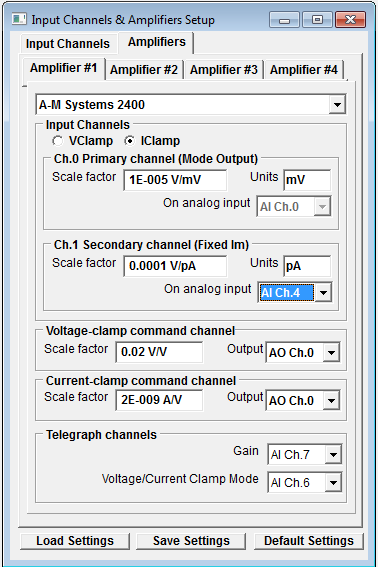 Input Channels & Amplifiers Setup
Input Channels Amplifiers
Amplifier #1 Amplifier #2 Amplifier #3 Amplifier #4
A-M Systems 2400
Input Channels
VClamp IClamp
Ch.0 Primary channel (Mode Output)
Scale factor 1E-005 V/mV Units mV
On analog input AI Ch.0
Ch.1 Secondary channel (Fixed Im)
Scale factor 0.0001 V/pA Units pA
On analog input AI Ch.4
Voltage-clamp command channel
Scale factor 0.02 V/V Output AO Ch.0
Current-clamp command channel
Scale factor 2E-009 A/V Output AO Ch.0
Telegraph channels
Gain AI Ch.7
Voltage/Current Clamp Mode AI Ch.6
Load Settings Save Settings Default Settings